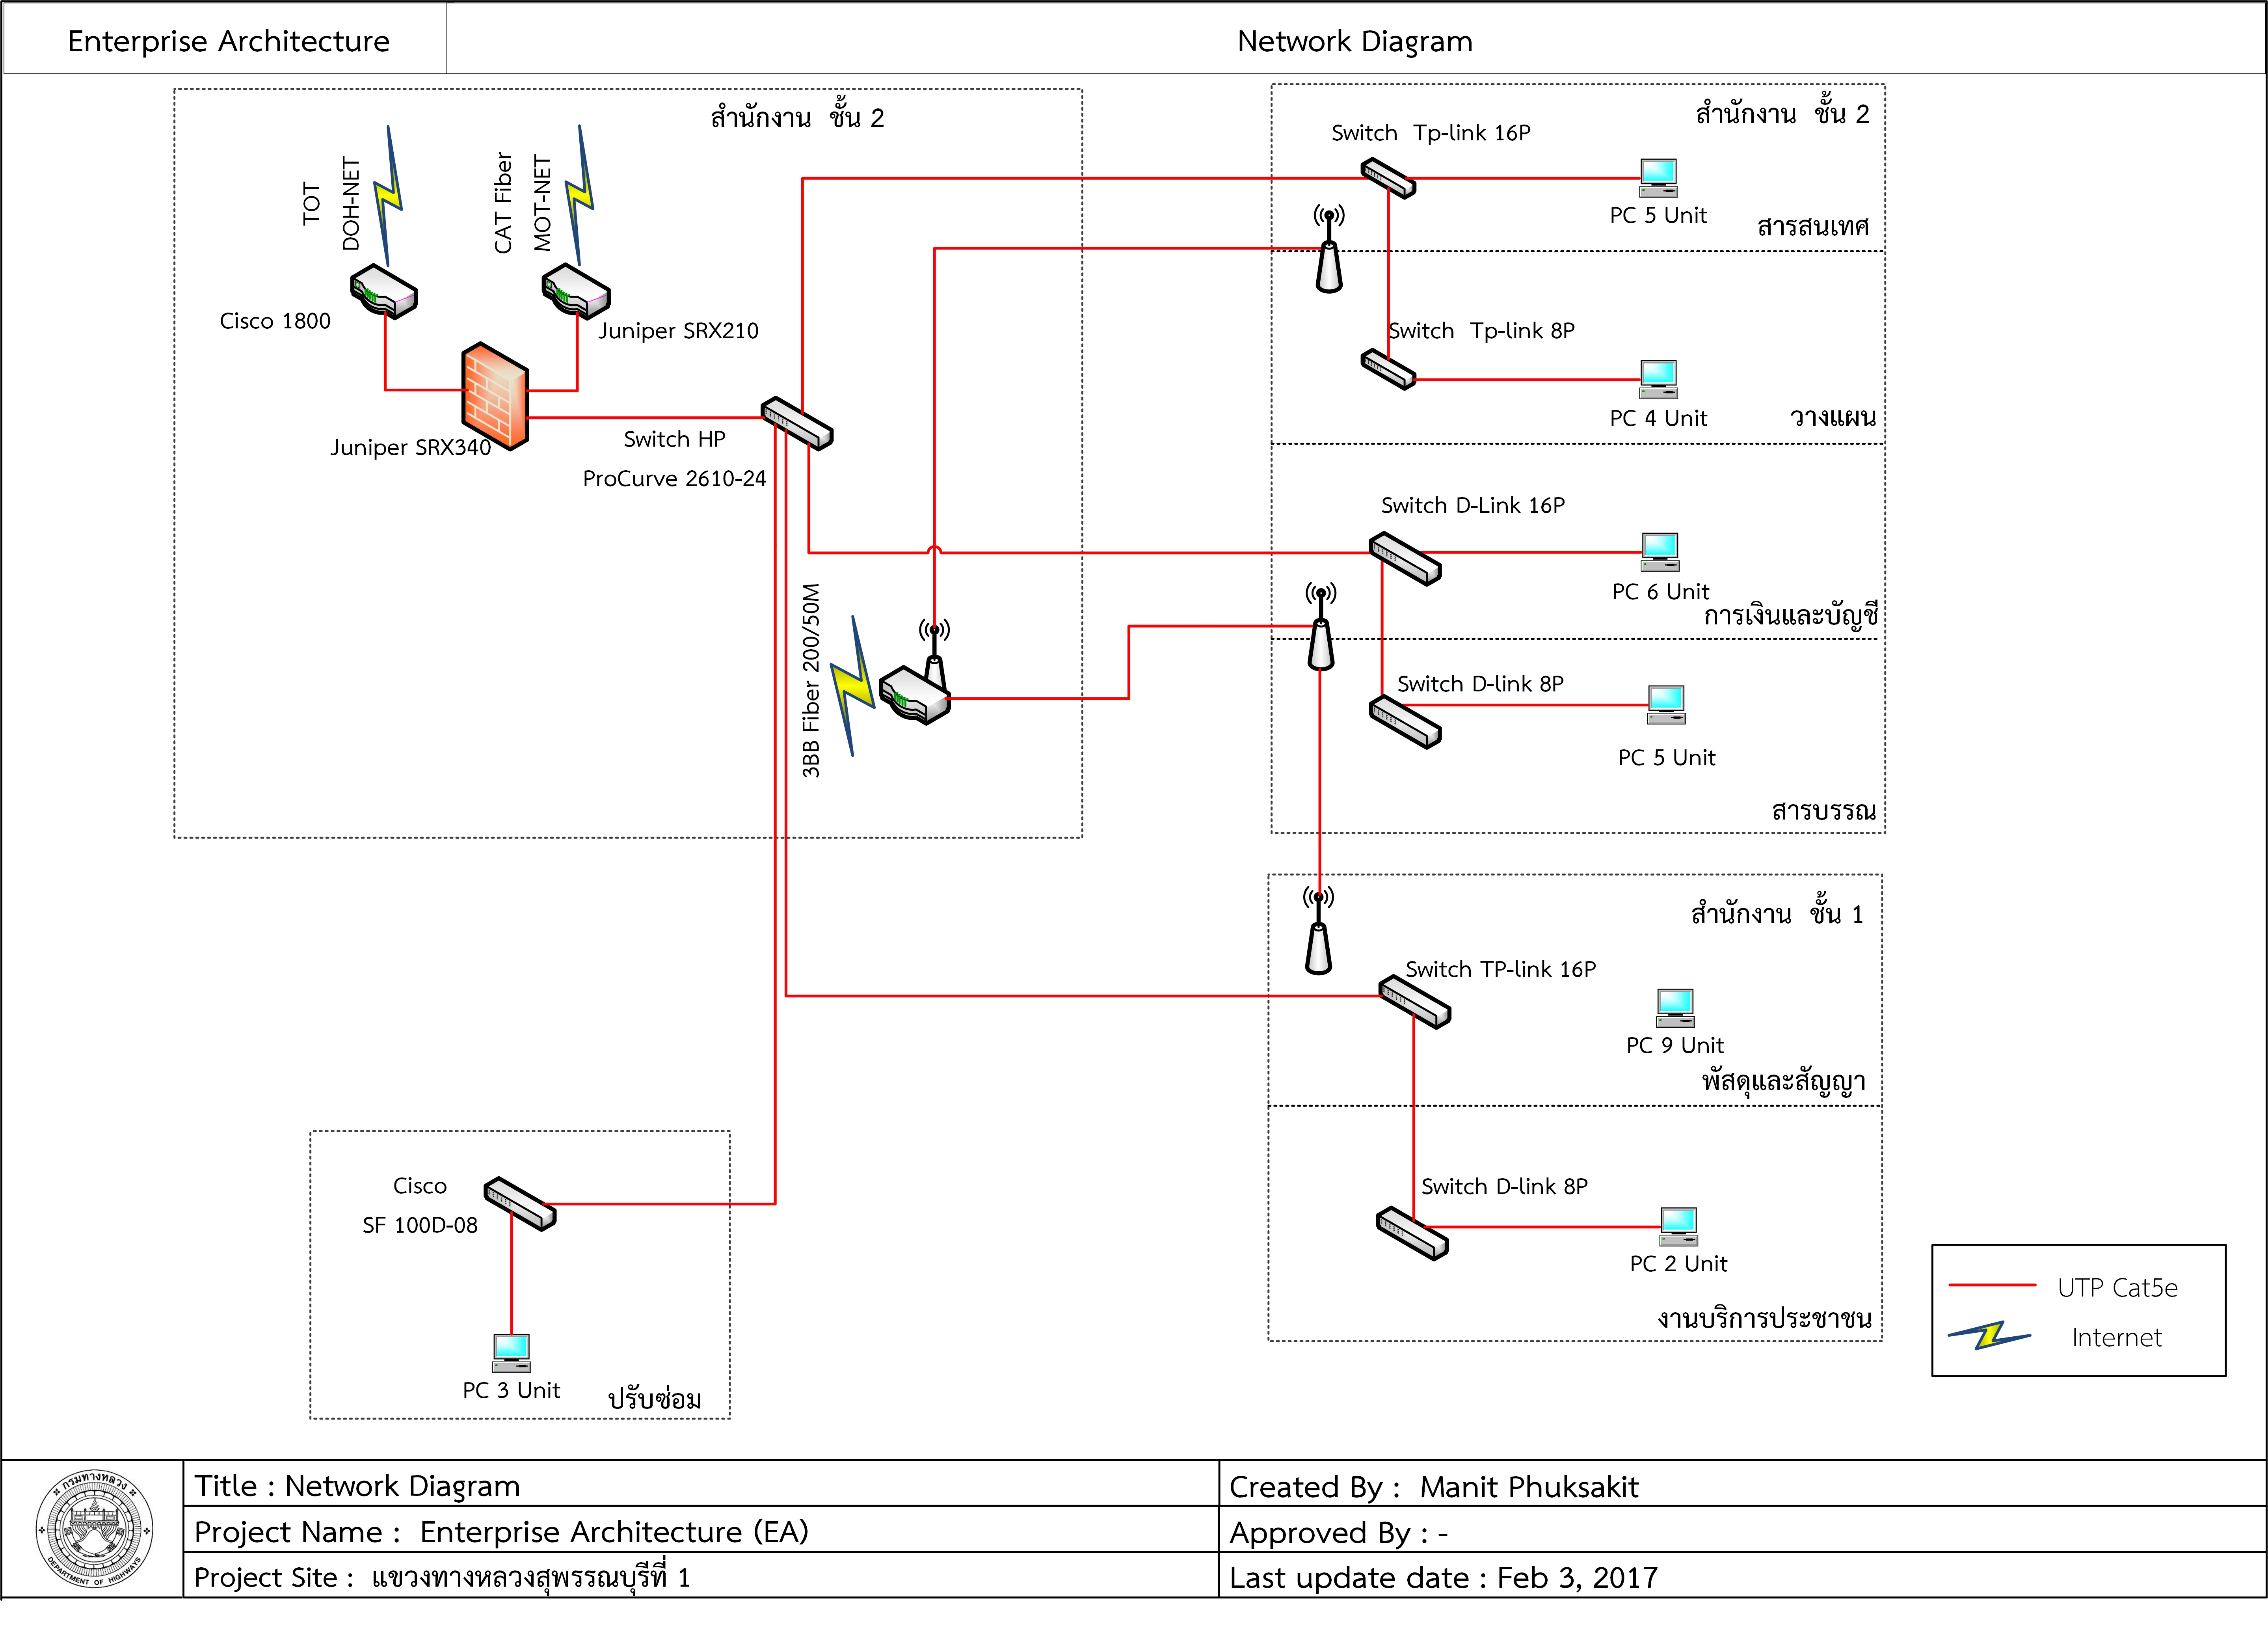 Enterprise Architecture
Network Diagram
สำนักงาน ชั้น 2
TOT
DOH-NET
CAT Fiber
MOT-NET
Cisco 1800
Juniper SRX210
Juniper SRX340
Switch HP
ProCurve 2610-24
3BB Fiber 200/50M
สำนักงาน ชั้น 2
Switch Tp-link 16P
PC 5 Unit
สารสนเทศ
Switch Tp-link 8P
PC 4 Unit
วางแผน
Switch D-Link 16P
PC 6 Unit
การเงินและบัญชี
Switch D-link 8P
PC 5 Unit
สารบรรณ
สำนักงาน ชั้น 1
Switch TP-link 16P
PC 9 Unit
พัสดุและสัญญา
Switch D-link 8P
PC 2 Unit
งานบริการประชาชน
Cisco
SF 100D-08
PC 3 Unit
ปรับซ่อม
UTP Cat5e
Internet
กรมทางหลวง
DEPARTMENT OF HIGHWAYS
Title : Network Diagram
Created By : Manit Phuksakit
Project Name : Enterprise Architecture (EA)
Approved By : -
Project Site : แขวงทางหลวงสุพรรณบุรีที่ 1
Last update date : Feb 3, 2017